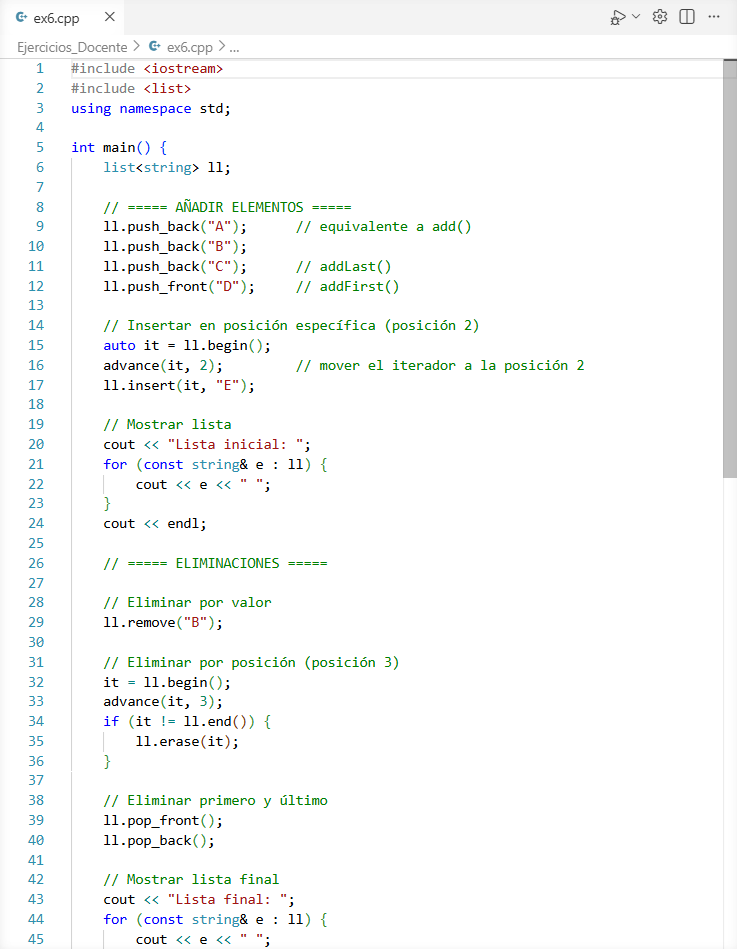 ex6.cpp
Ejercicios_Docente > ex6.cpp > ...
1 #include <iostream>
2 #include <list>
3 using namespace std;
4
5 int main() {
6     list<string> ll;
7
8     // ===== AÑADIR ELEMENTOS =====
9     ll.push_back("A");      // equivalente a add()
10     ll.push_back("B");
11     ll.push_back("C");      // addLast()
12     ll.push_front("D");     // addFirst()
13
14     // Insertar en posición específica (posición 2)
15     auto it = ll.begin();
16     advance(it, 2);         // mover el iterador a la posición 2
17     ll.insert(it, "E");
18
19     // Mostrar lista
20     cout << "Lista inicial: ";
21     for (const string& e : ll) {
22         cout << e << " ";
23     }
24     cout << endl;
25
26     // ===== ELIMINACIONES =====
27
28     // Eliminar por valor
29     ll.remove("B");
30
31     // Eliminar por posición (posición 3)
32     it = ll.begin();
33     advance(it, 3);
34     if (it != ll.end()) {
35         ll.erase(it);
36     }
37
38     // Eliminar primero y último
39     ll.pop_front();
40     ll.pop_back();
41
42     // Mostrar lista final
43     cout << "Lista final: ";
44     for (const string& e : ll) {
45         cout << e << " ";